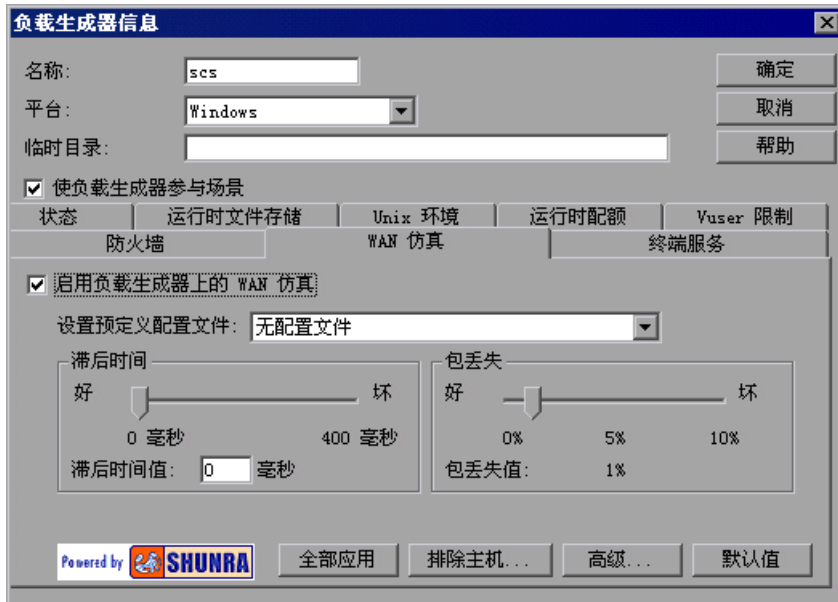 负载生成器信息
名称: scs 确定
平台: Windows 取消
临时目录: 帮助
使负载生成器参与场景
状态 运行时文件存储 Unix 环境 运行时配额 Vuser 限制
防火墙 WAN 仿真 终端服务
启用负载生成器上的 WAN 仿真
设置预定义配置文件: 无配置文件
滞后时间 包丢失
好 坏 好 坏
0 毫秒 400 毫秒 0% 5% 10%
滞后时间值: 0 毫秒 包丢失值: 1%
Powered by SHUNRA 全部应用 排除主机... 高级... 默认值